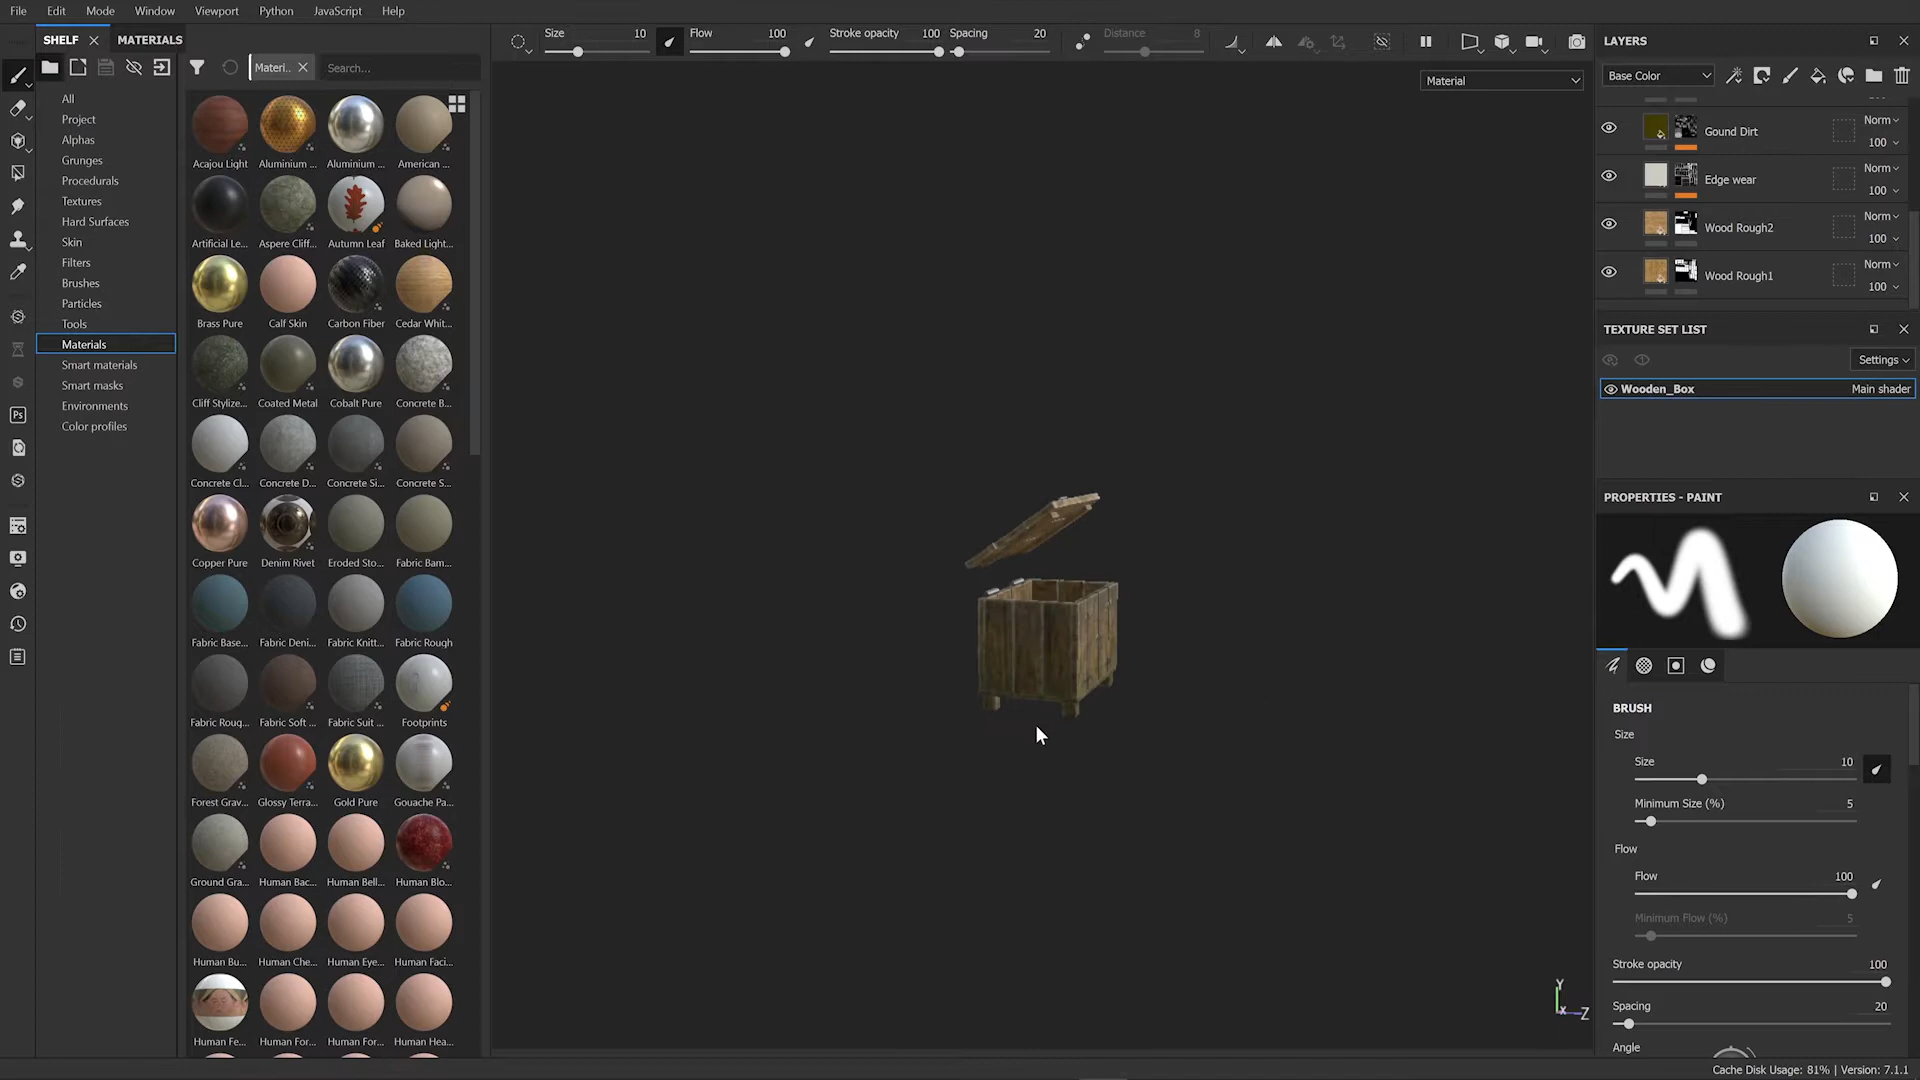 File Edit Mode Window Viewport Python JavaScript Help
SHELF MATERIALS
Materi.. Search...
All
Project
Alphas
Grunges
Procedurals
Textures
Hard Surfaces
Skin
Filters
Brushes
Particles
Tools
Materials
Smart materials
Smart masks
Environments
Color profiles
Acajou Light Aluminium ... Aluminium ... American ...
Artificial Le... Aspere Cliff... Autumn Leaf Baked Light...
Brass Pure Calf Skin Carbon Fiber Cedar Whit...
Cliff Stylize... Coated Metal Cobalt Pure Concrete B...
Concrete Cl... Concrete D... Concrete Si... Concrete S...
Copper Pure Denim Rivet Eroded Sto... Fabric Bam...
Fabric Base... Fabric Deni... Fabric Knitt... Fabric Rough
Fabric Roug... Fabric Soft ... Fabric Suit ... Footprints
Forest Grav... Glossy Terra... Gold Pure Gouache Pa...
Ground Gra... Human Bac... Human Bell... Human Blo...
Human Bu... Human Che... Human Eye... Human Faci...
Human Fe... Human For... Human For... Human Hea...
Size 10 Flow 100 Stroke opacity 100 Spacing 20 Distance 8
Material
Y
X
Z
LAYERS
Base Color
Gound Dirt Norm
100
Edge wear Norm
100
Wood Rough2 Norm
100
Wood Rough1 Norm
100
TEXTURE SET LIST
Settings
Wooden_Box Main shader
PROPERTIES - PAINT
BRUSH
Size
Size 10
Minimum Size (%) 5
Flow
Flow 100
Minimum Flow (%) 5
Stroke opacity 100
Spacing 20
Angle
Cache Disk Usage: 81% | Version: 7.1.1
Ps